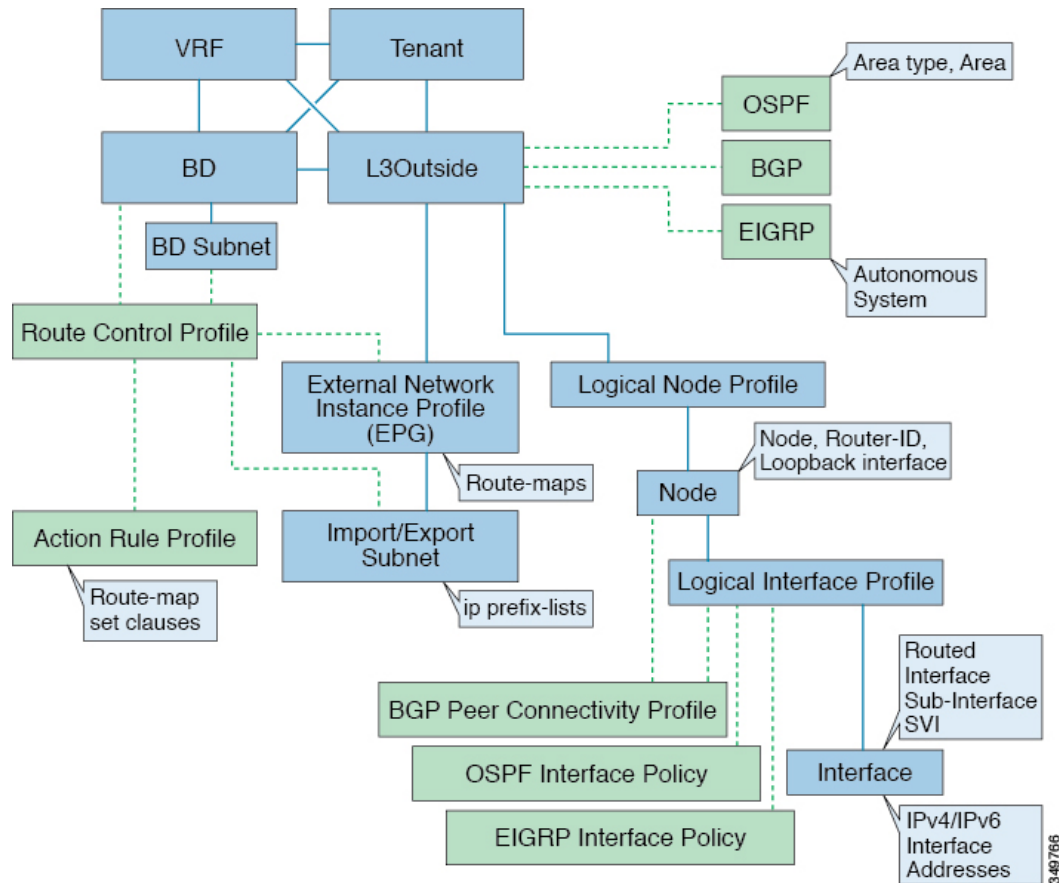 VRF
Tenant
Area type, Area
OSPF
BD
L3Outside
BGP
BD Subnet
EIGRP
Autonomous
System
Route Control Profile
External Network
Instance Profile
(EPG)
Logical Node Profile
Node, Router-ID,
Loopback interface
Route-maps
Node
Action Rule Profile
Import/Export
Subnet
Logical Interface Profile
Route-map
set clauses
ip prefix-lists
Routed
Interface
Sub-Interface
SVI
BGP Peer Connectivity Profile
OSPF Interface Policy
Interface
EIGRP Interface Policy
IPv4/IPv6
Interface
Addresses
349766